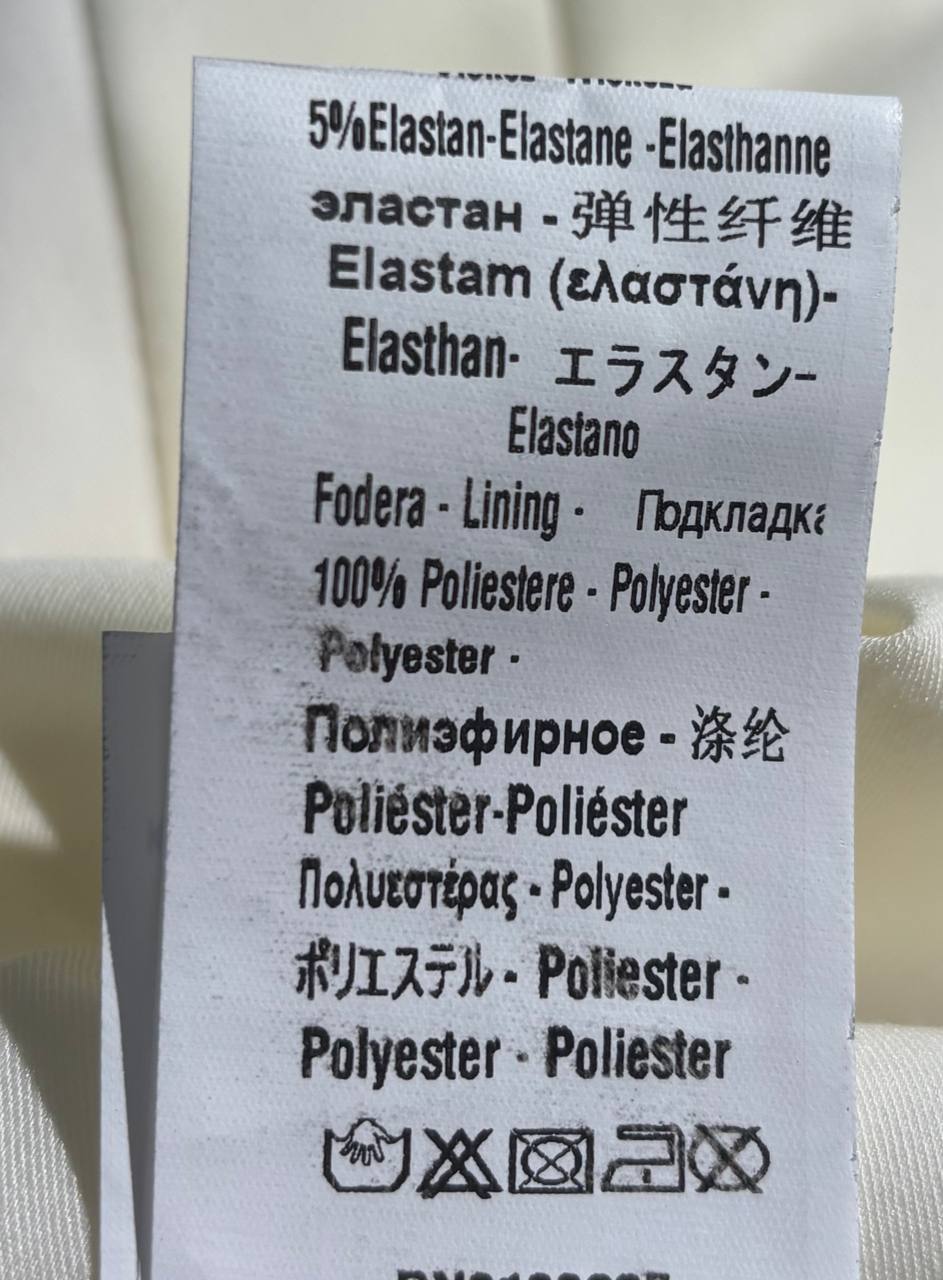 5%Elastan-Elastane -Elasthanne
эластан - 弹性纤维
Elastam (ελαστάνη)-
Elasthan- エラスタン-
Elastano
Fodera - Lining - Подкладка
100% Poliestere - Polyester -
Polyester -
Полиэфирное - 涤纶
Poliéster-Poliéster
Πολυεστέρας - Polyester -
ポリエステル - Poliester -
Polyester - Poliester